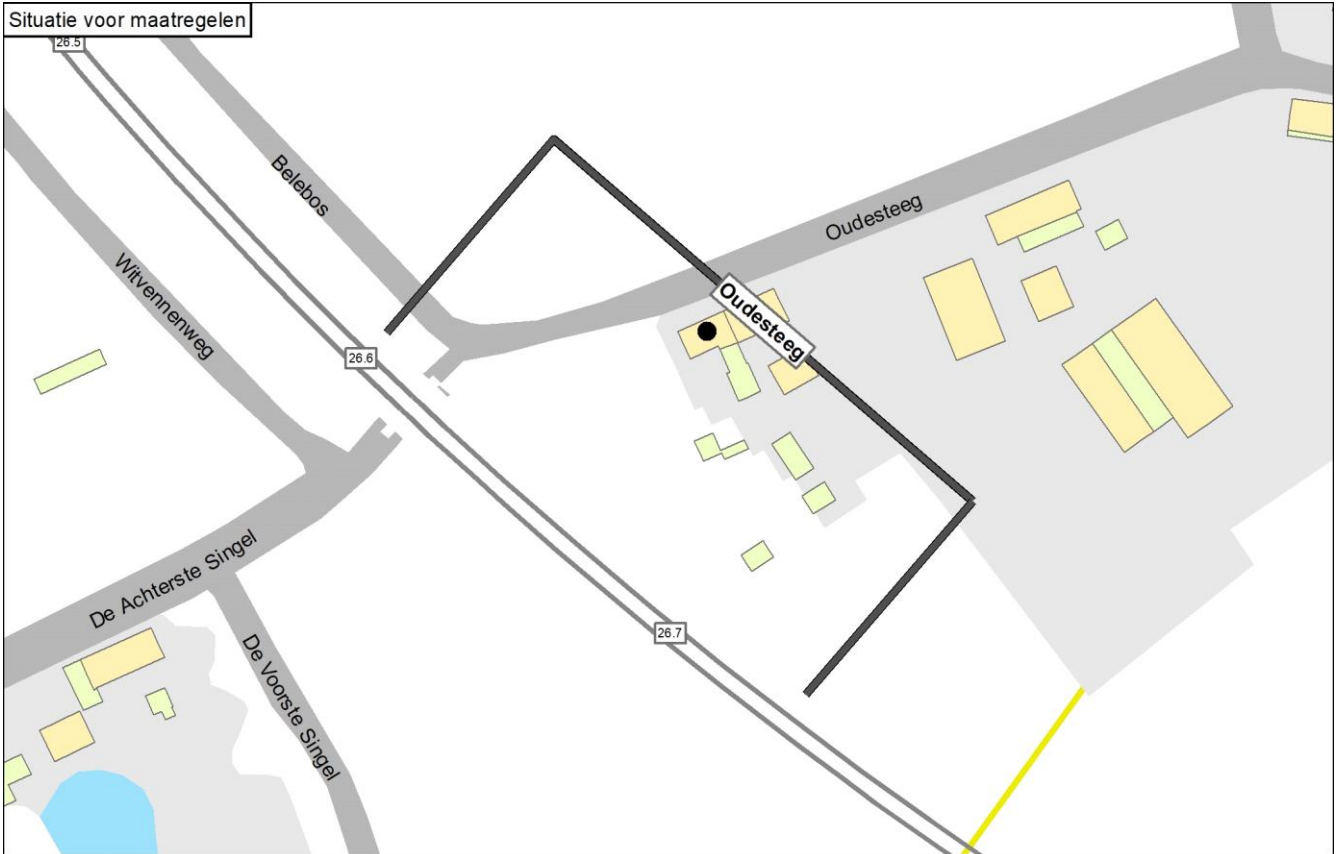 Situatie voor maatregelen
26.5
Belebos
Oudesteeg
Witvennenweg
Oudesteeg
26.6
De Achterste Singel
26.7
De Voorste Singel